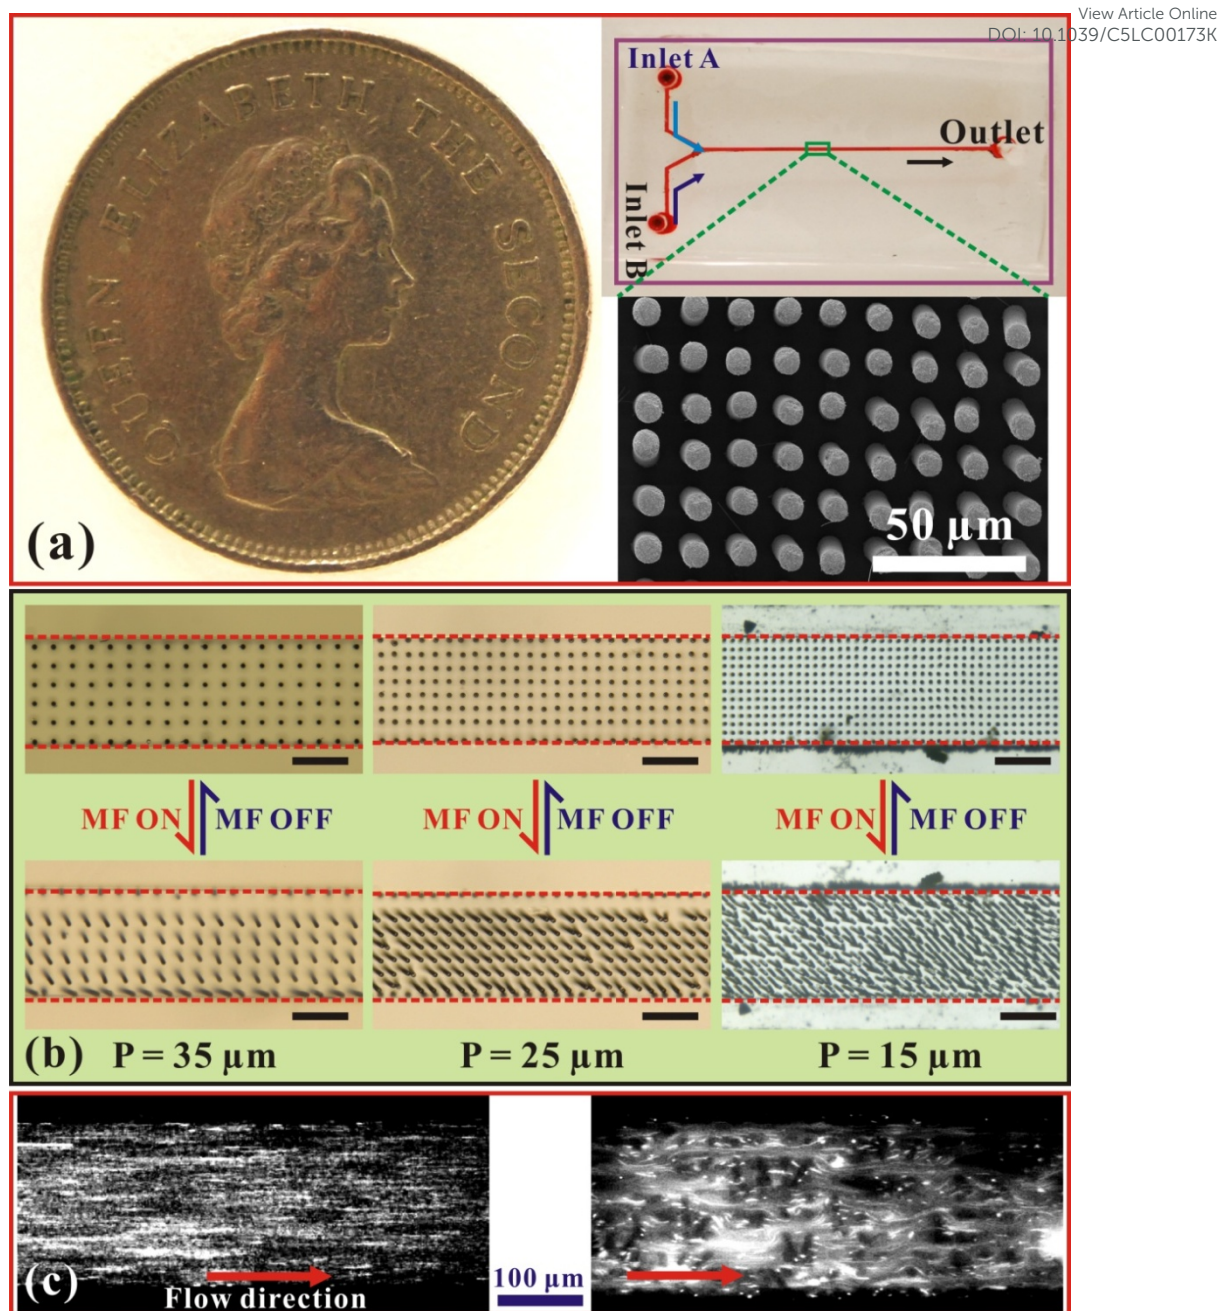 View Article Online
DOI: 10.1039/C5LC00173K
QUEEN ELIZABETH THE SECOND
(a)
Inlet A
Inlet B
Outlet
50 μm
MF ON
MF OFF
MF ON
MF OFF
MF ON
MF OFF
(b)
P = 35 μm
P = 25 μm
P = 15 μm
(c)
Flow direction
100 μm